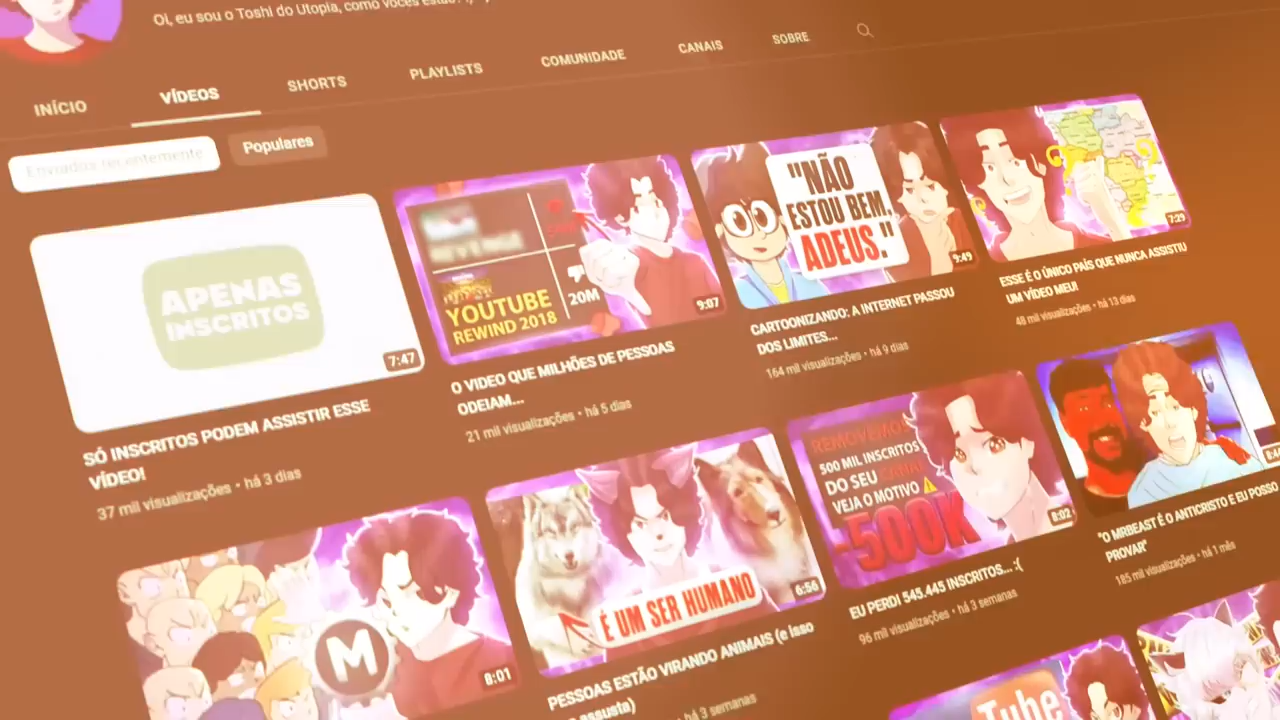 Oi, eu sou o Toshi do Utopia, como vocês estão?
INÍCIO
VÍDEOS
SHORTS
PLAYLISTS
COMUNIDADE
CANAIS
SOBRE
Enviados recentemente
Populares
APENAS
INSCRITOS
7:47
SÓ INSCRITOS PODEM ASSISTIR ESSE
VÍDEO!
37 mil visualizações • há 3 dias
YOUTUBE
REWIND 2018
20M
9:07
O VIDEO QUE MILHÕES DE PESSOAS
ODEIAM...
21 mil visualizações • há 5 dias
"NÃO
ESTOU BEM,
ADEUS."
9:49
CARTOONIZANDO: A INTERNET PASSOU
DOS LIMITES...
164 mil visualizações • há 9 dias
7:29
ESSE É O ÚNICO PAÍS QUE NUNCA ASSISTIU
UM VÍDEO MEU!
48 mil visualizações • há 13 dias
M
8:01
É UM SER HUMANO
6:56
PESSOAS ESTÃO VIRANDO ANIMAIS (e isso
assusta)
há 3 semanas
REMOVEMOS
500 MIL INSCRITOS
DO SEU CANAL
VEJA O MOTIVO
-500K
8:02
EU PERDI 545.445 INSCRITOS... :(
96 mil visualizações • há 3 semanas
"O MRBEAST É O ANTICRISTO E EU POSSO
PROVAR"
185 mil visualizações • há 1 mês
Tube